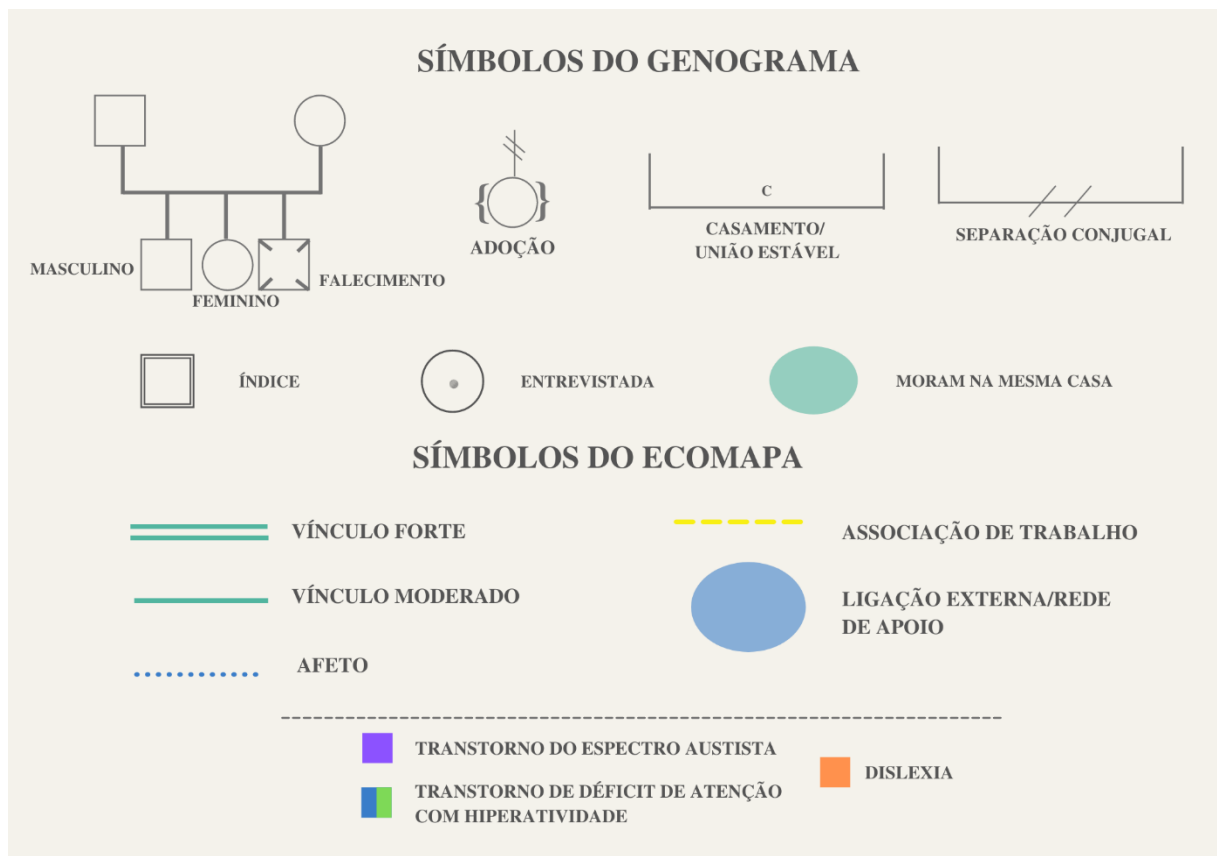 SÍMBOLOS DO GENOGRAMA
ADOÇÃO
C
CASAMENTO/
UNIÃO ESTÁVEL
SEPARAÇÃO CONJUGAL
MASCULINO
FEMININO
FALECIMENTO
ÍNDICE
ENTREVISTADA
MORAM NA MESMA CASA
SÍMBOLOS DO ECOMAPA
VÍNCULO FORTE
ASSOCIAÇÃO DE TRABALHO
VÍNCULO MODERADO
LIGAÇÃO EXTERNA/REDE
DE APOIO
AFETO
TRANSTORNO DO ESPECTRO AUSTISTA
DISLEXIA
TRANSTORNO DE DÉFICIT DE ATENÇÃO
COM HIPERATIVIDADE